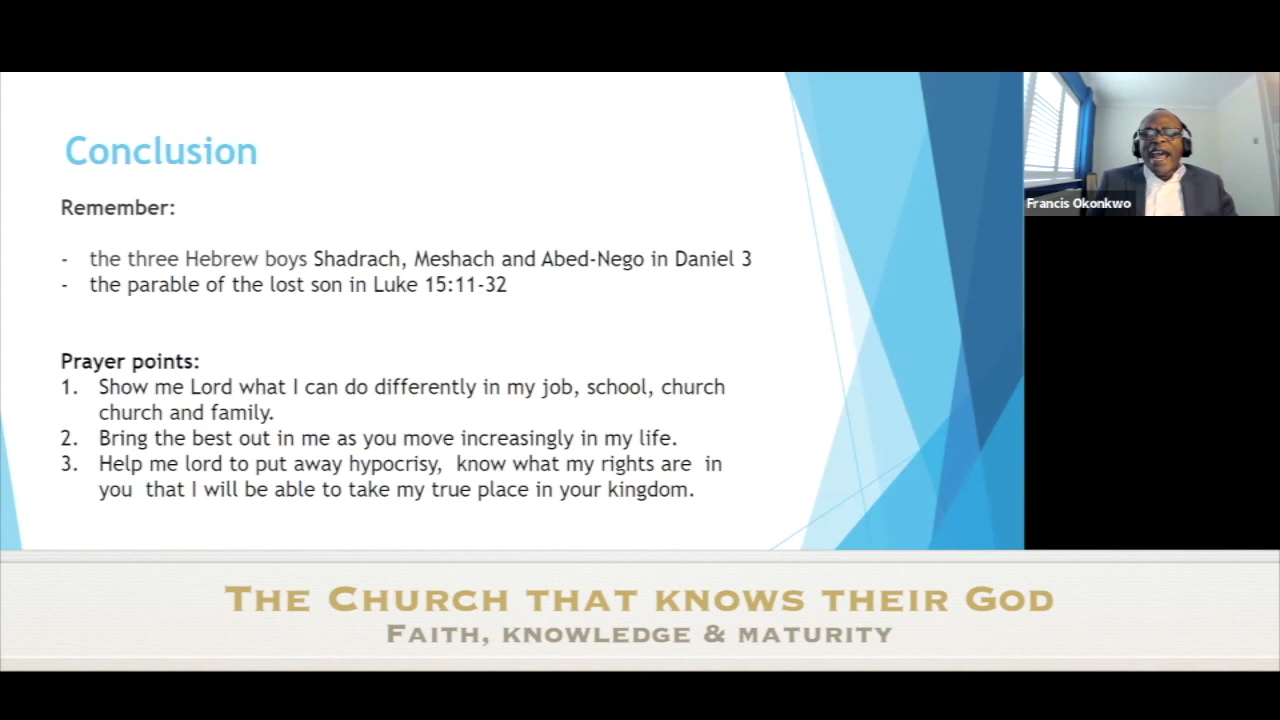 Conclusion
Remember:
- the three Hebrew boys Shadrach, Meshach and Abed-Nego in Daniel 3
- the parable of the lost son in Luke 15:11-32
Prayer points:
1. Show me Lord what I can do differently in my job, school, church
church and family.
2. Bring the best out in me as you move increasingly in my life.
3. Help me lord to put away hypocrisy, know what my rights are in
you that I will be able to take my true place in your kingdom.
Francis Okonkwo
THE CHURCH THAT KNOWS THEIR GOD
FAITH, KNOWLEDGE & MATURITY